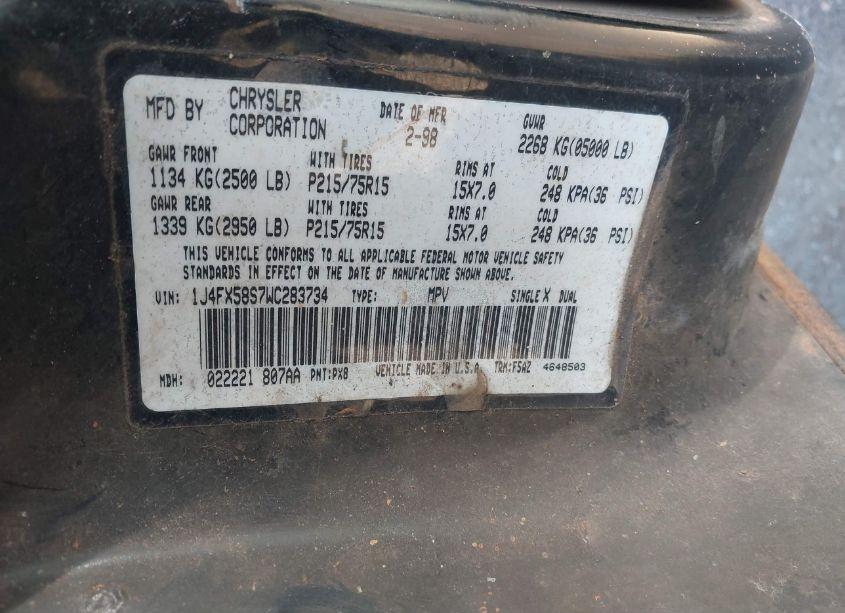 MFD BY CHRYSLER CORPORATION DATE OF MFR 2-98 GVWR 2268 KG(05000 LB)
GAWR FRONT WITH TIRES RIMS AT COLD
1134 KG(2500 LB) P215/75R15 15X7.0 248 KPA(36 PSI)
GAWR REAR WITH TIRES RIMS AT COLD
1339 KG(2950 LB) P215/75R15 15X7.0 248 KPA(36 PSI)
THIS VEHICLE CONFORMS TO ALL APPLICABLE FEDERAL MOTOR VEHICLE SAFETY
STANDARDS IN EFFECT ON THE DATE OF MANUFACTURE SHOWN ABOVE.
VIN: 1J4FX58S7WC283734 TYPE: MPV SINGLE X DUAL
MDH: 022221 807AA PNT:PX8 VEHICLE MADE IN U.S.A. TRM:F5AZ 4648503